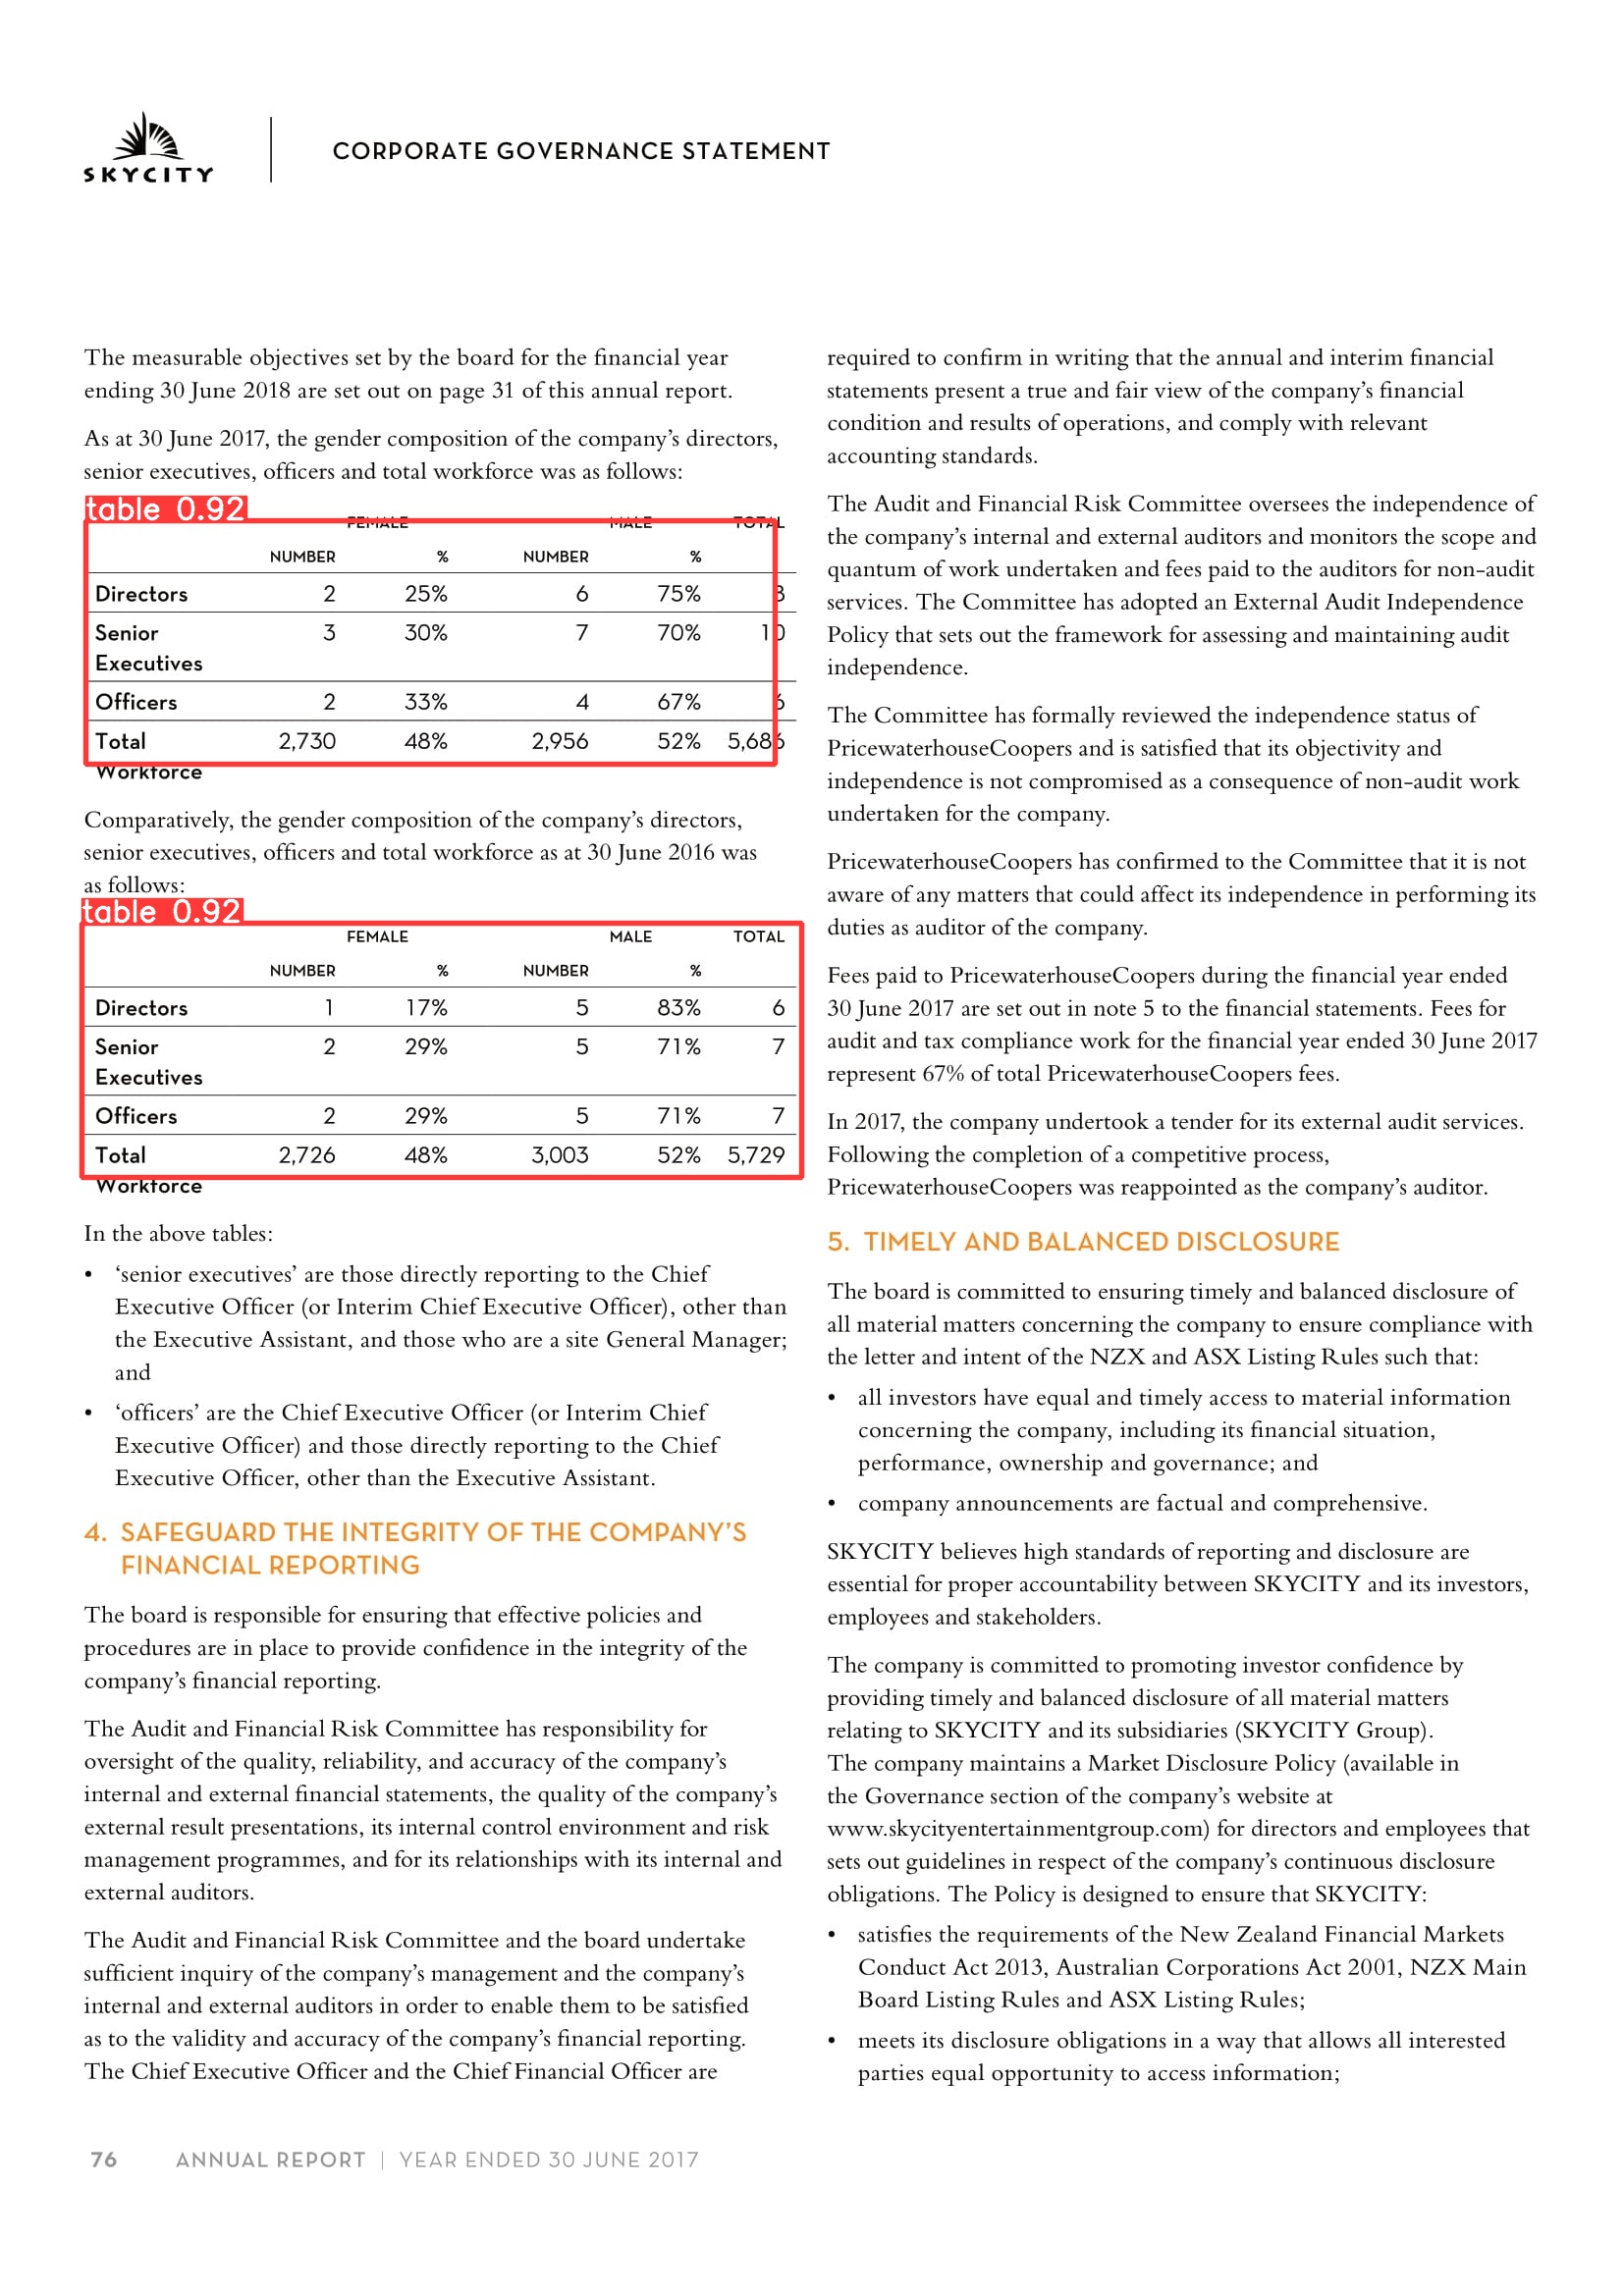 SKYCITY
CORPORATE GOVERNANCE STATEMENT
The measurable objectives set by the board for the financial year
ending 30 June 2018 are set out on page 31 of this annual report.
As at 30 June 2017, the gender composition of the company's directors,
senior executives, officers and total workforce was as follows:
table 0.92
FEMALE MALE TOTAL
NUMBER % NUMBER %
Directors 2 25% 6 75% 8
Senior 3 30% 7 70% 10
Executives
Officers 2 33% 4 67% 6
Total 2,730 48% 2,956 52% 5,686
Workforce
Comparatively, the gender composition of the company's directors,
senior executives, officers and total workforce as at 30 June 2016 was
as follows:
table 0.92
FEMALE MALE TOTAL
NUMBER % NUMBER %
Directors 1 17% 5 83% 6
Senior 2 29% 5 71% 7
Executives
Officers 2 29% 5 71% 7
Total 2,726 48% 3,003 52% 5,729
Workforce
In the above tables:
• ‘senior executives’ are those directly reporting to the Chief
Executive Officer (or Interim Chief Executive Officer), other than
the Executive Assistant, and those who are a site General Manager;
and
• ‘officers’ are the Chief Executive Officer (or Interim Chief
Executive Officer) and those directly reporting to the Chief
Executive Officer, other than the Executive Assistant.
4. SAFEGUARD THE INTEGRITY OF THE COMPANY'S
FINANCIAL REPORTING
The board is responsible for ensuring that effective policies and
procedures are in place to provide confidence in the integrity of the
company's financial reporting.
The Audit and Financial Risk Committee has responsibility for
oversight of the quality, reliability, and accuracy of the company's
internal and external financial statements, the quality of the company's
external result presentations, its internal control environment and risk
management programmes, and for its relationships with its internal and
external auditors.
The Audit and Financial Risk Committee and the board undertake
sufficient inquiry of the company's management and the company's
internal and external auditors in order to enable them to be satisfied
as to the validity and accuracy of the company's financial reporting.
The Chief Executive Officer and the Chief Financial Officer are
required to confirm in writing that the annual and interim financial
statements present a true and fair view of the company's financial
condition and results of operations, and comply with relevant
accounting standards.
The Audit and Financial Risk Committee oversees the independence of
the company's internal and external auditors and monitors the scope and
quantum of work undertaken and fees paid to the auditors for non-audit
services. The Committee has adopted an External Audit Independence
Policy that sets out the framework for assessing and maintaining audit
independence.
The Committee has formally reviewed the independence status of
PricewaterhouseCoopers and is satisfied that its objectivity and
independence is not compromised as a consequence of non-audit work
undertaken for the company.
PricewaterhouseCoopers has confirmed to the Committee that it is not
aware of any matters that could affect its independence in performing its
duties as auditor of the company.
Fees paid to PricewaterhouseCoopers during the financial year ended
30 June 2017 are set out in note 5 to the financial statements. Fees for
audit and tax compliance work for the financial year ended 30 June 2017
represent 67% of total PricewaterhouseCoopers fees.
In 2017, the company undertook a tender for its external audit services.
Following the completion of a competitive process,
PricewaterhouseCoopers was reappointed as the company's auditor.
5. TIMELY AND BALANCED DISCLOSURE
The board is committed to ensuring timely and balanced disclosure of
all material matters concerning the company to ensure compliance with
the letter and intent of the NZX and ASX Listing Rules such that:
• all investors have equal and timely access to material information
concerning the company, including its financial situation,
performance, ownership and governance; and
• company announcements are factual and comprehensive.
SKYCITY believes high standards of reporting and disclosure are
essential for proper accountability between SKYCITY and its investors,
employees and stakeholders.
The company is committed to promoting investor confidence by
providing timely and balanced disclosure of all material matters
relating to SKYCITY and its subsidiaries (SKYCITY Group).
The company maintains a Market Disclosure Policy (available in
the Governance section of the company's website at
www.skycityentertainmentgroup.com) for directors and employees that
sets out guidelines in respect of the company's continuous disclosure
obligations. The Policy is designed to ensure that SKYCITY:
• satisfies the requirements of the New Zealand Financial Markets
Conduct Act 2013, Australian Corporations Act 2001, NZX Main
Board Listing Rules and ASX Listing Rules;
• meets its disclosure obligations in a way that allows all interested
parties equal opportunity to access information;
76 ANNUAL REPORT | YEAR ENDED 30 JUNE 2017